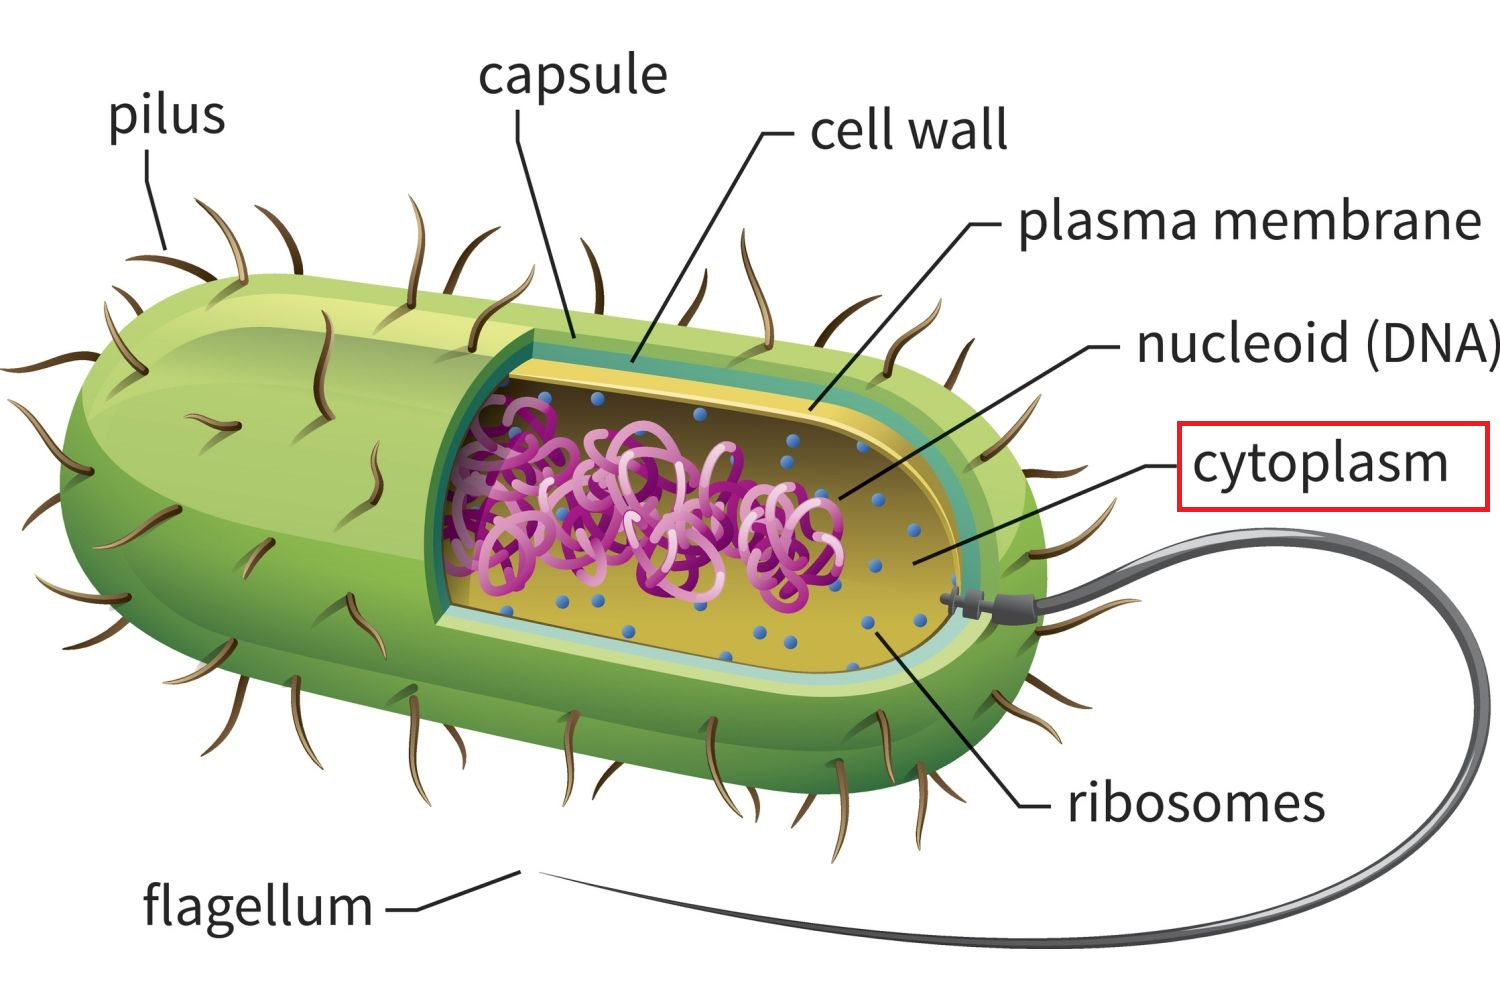 capsule
pilus
cell wall
plasma membrane
nucleoid (DNA)
cytoplasm
ribosomes
flagellum